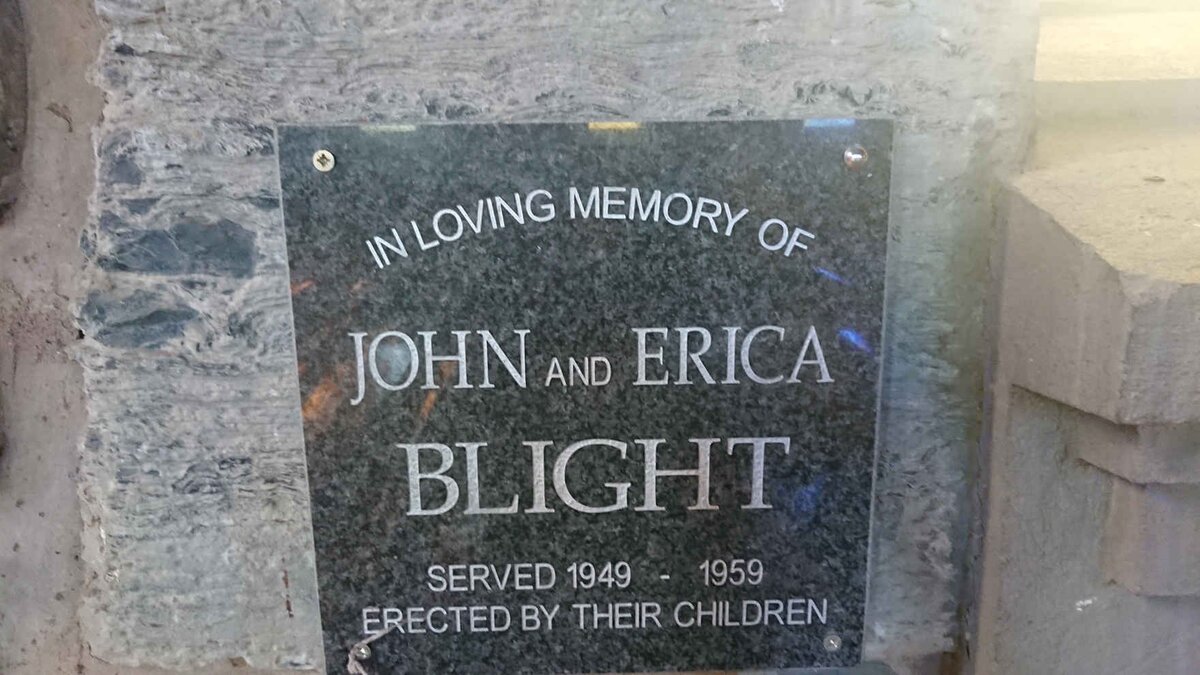 IN LOVING MEMORY OF
JOHN AND ERICA
BLIGHT
SERVED 1949 - 1959
ERECTED BY THEIR CHILDREN